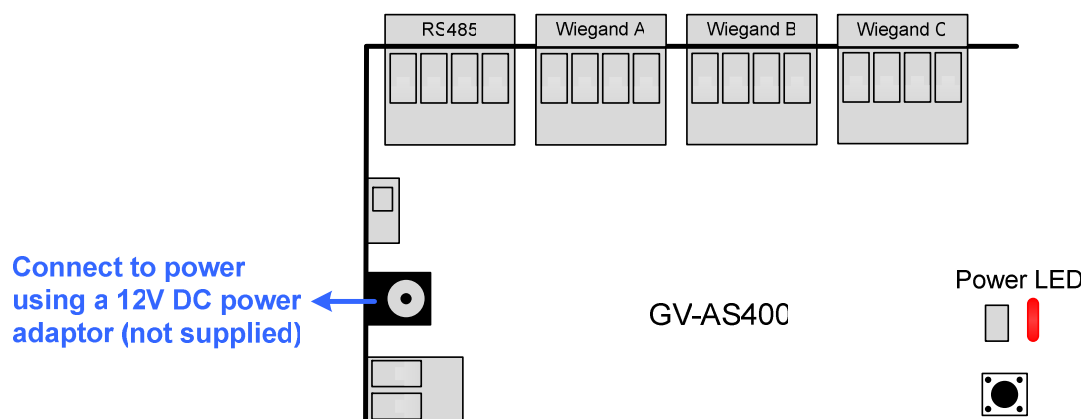 RS485
Wiegand A
Wiegand B
Wiegand C
Connect to power
using a 12V DC power
adaptor (not supplied)
GV-AS400
Power LED